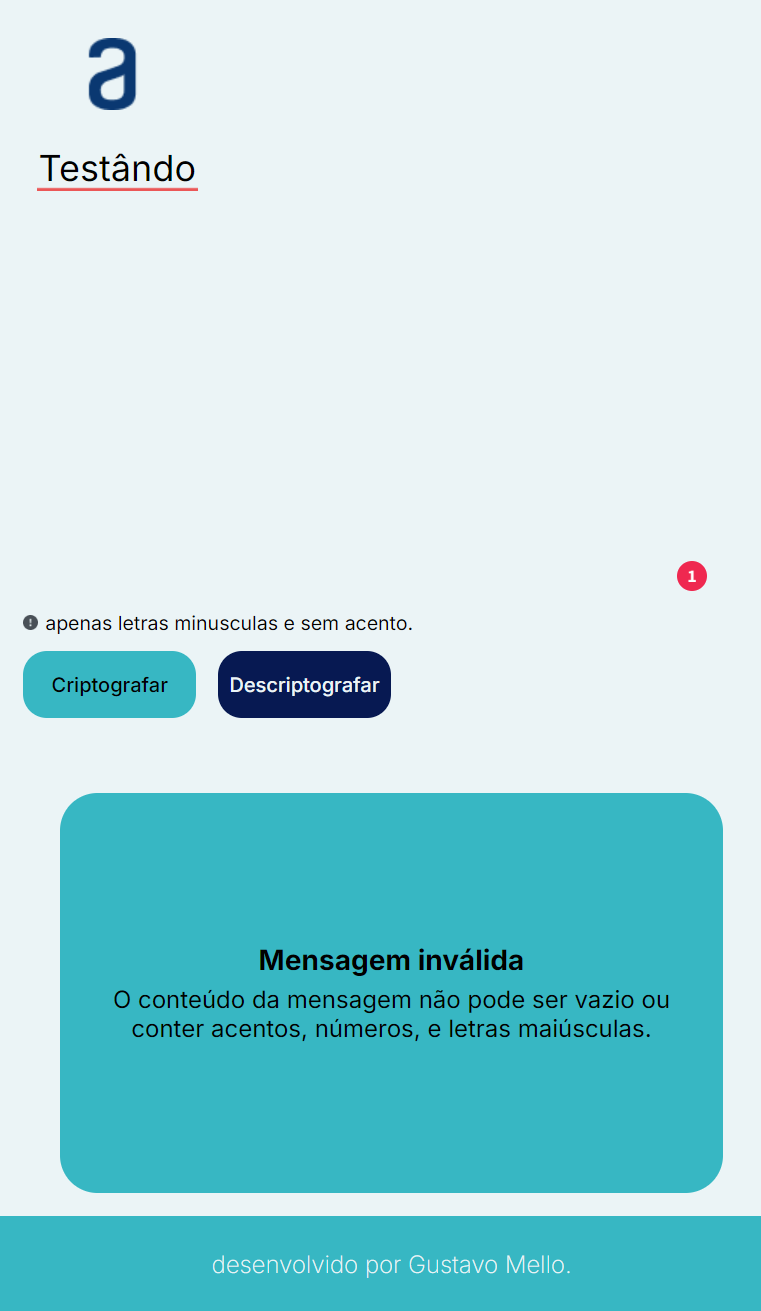 a
Testândo
1
apenas letras minusculas e sem acento.
Criptografar Descriptografar
Mensagem inválida
O conteúdo da mensagem não pode ser vazio ou
conter acentos, números, e letras maiúsculas.
desenvolvido por Gustavo Mello.